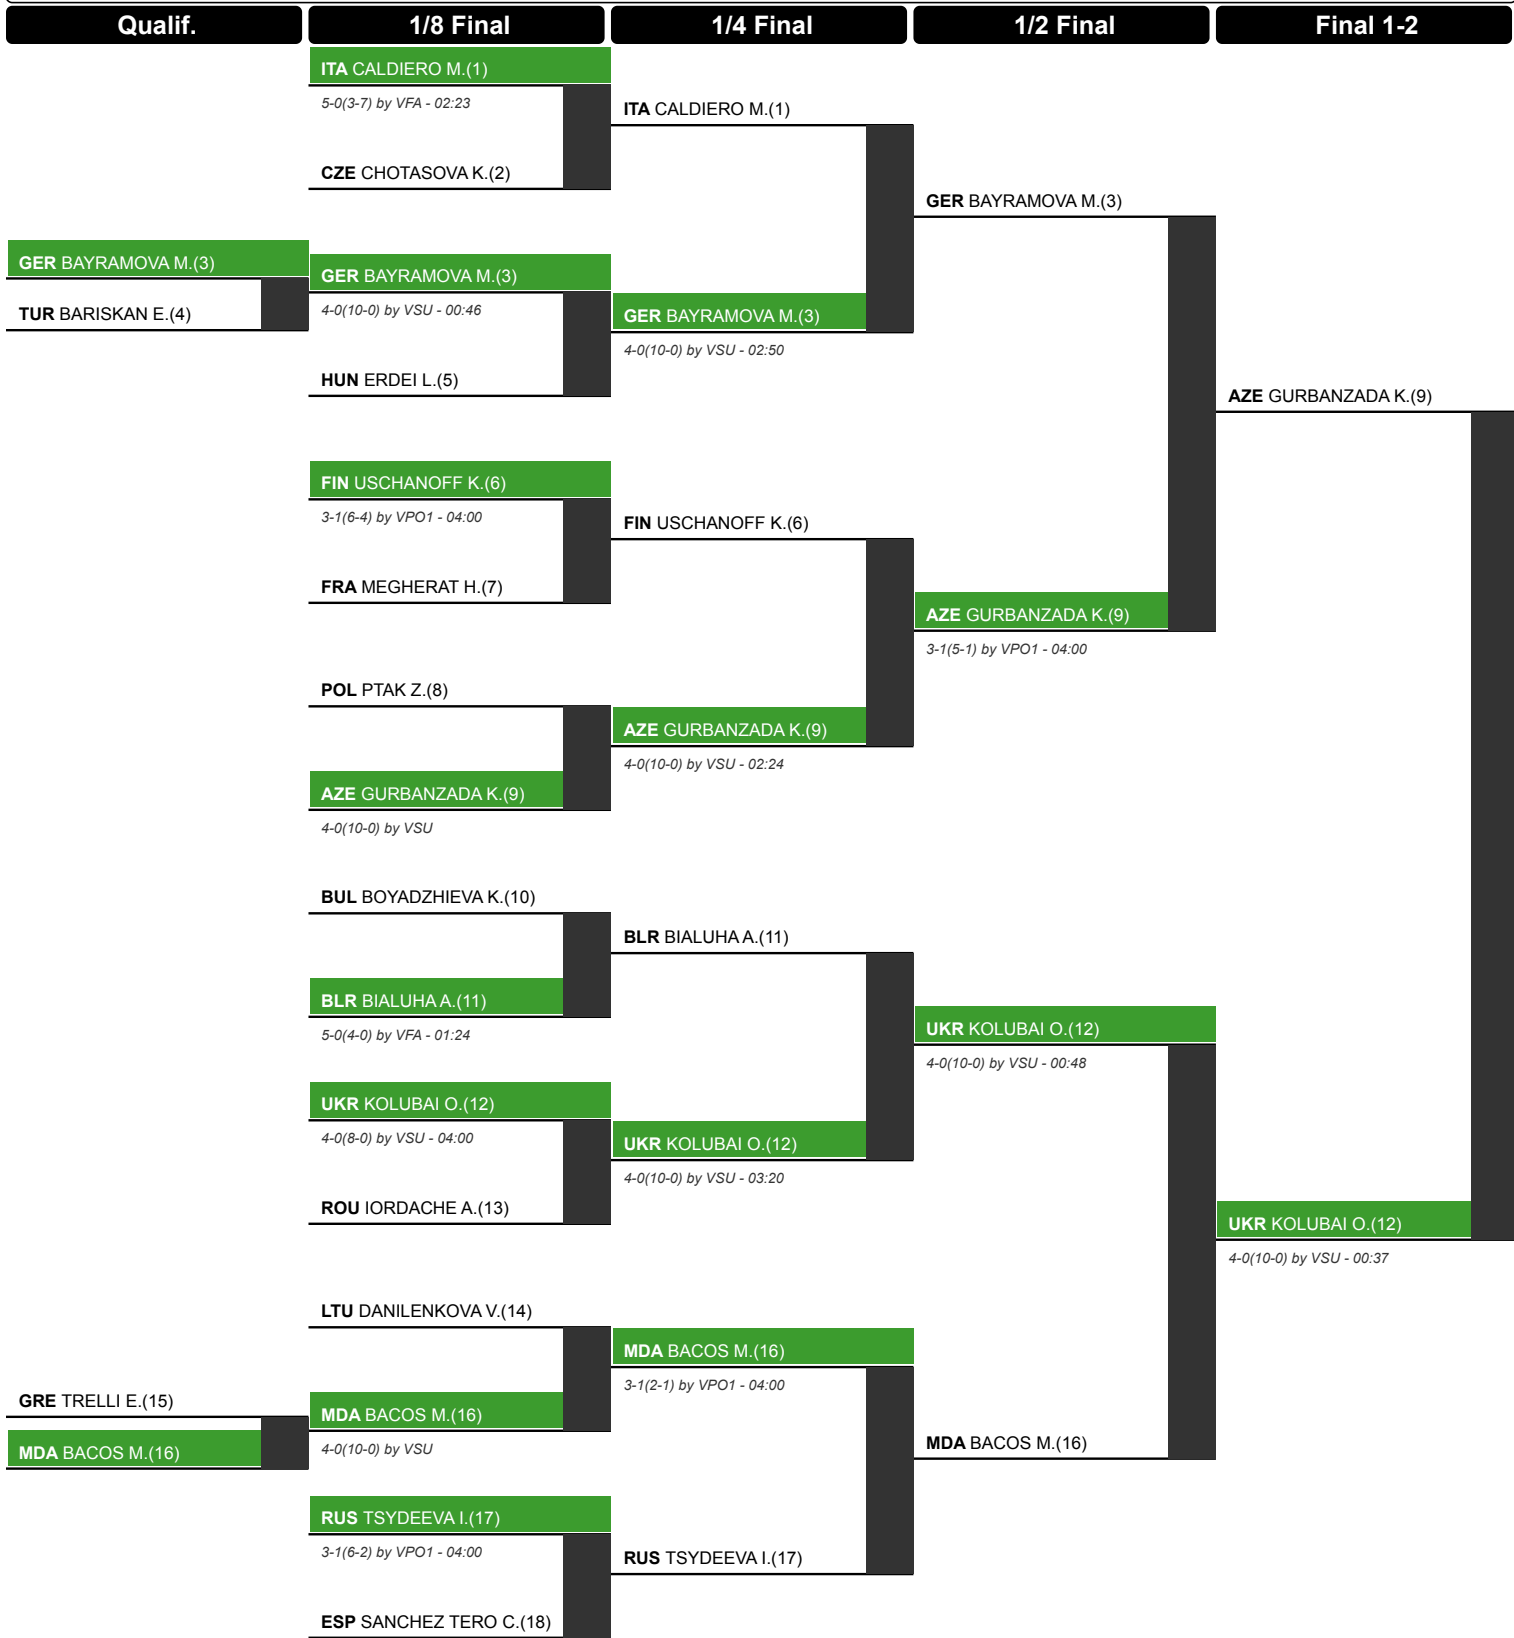 Qualif.
1/8 Final
1/4 Final
1/2 Final
Final 1-2
GER BAYRAMOVA M.(3)
TUR BARISKAN E.(4)
GRE TRELLI E.(15)
MDA BACOS M.(16)
ITA CALDIERO M.(1)
5-0(3-7) by VFA - 02:23
CZE CHOTASOVA K.(2)
GER BAYRAMOVA M.(3)
4-0(10-0) by VSU - 00:46
HUN ERDEI L.(5)
FIN USCHANOFF K.(6)
3-1(6-4) by VPO1 - 04:00
FRA MEGHERAT H.(7)
POL PTAK Z.(8)
AZE GURBANZADA K.(9)
4-0(10-0) by VSU
BUL BOYADZHIEVA K.(10)
BLR BIALUHA A.(11)
5-0(4-0) by VFA - 01:24
UKR KOLUBAI O.(12)
4-0(8-0) by VSU - 04:00
ROU IORDACHE A.(13)
LTU DANILENKOVA V.(14)
MDA BACOS M.(16)
4-0(10-0) by VSU
RUS TSYDEEVA I.(17)
3-1(6-2) by VPO1 - 04:00
ESP SANCHEZ TERO C.(18)
ITA CALDIERO M.(1)
GER BAYRAMOVA M.(3)
4-0(10-0) by VSU - 02:50
FIN USCHANOFF K.(6)
AZE GURBANZADA K.(9)
4-0(10-0) by VSU - 02:24
BLR BIALUHA A.(11)
UKR KOLUBAI O.(12)
4-0(10-0) by VSU - 03:20
MDA BACOS M.(16)
3-1(2-1) by VPO1 - 04:00
RUS TSYDEEVA I.(17)
GER BAYRAMOVA M.(3)
AZE GURBANZADA K.(9)
3-1(5-1) by VPO1 - 04:00
UKR KOLUBAI O.(12)
4-0(10-0) by VSU - 00:48
MDA BACOS M.(16)
AZE GURBANZADA K.(9)
UKR KOLUBAI O.(12)
4-0(10-0) by VSU - 00:37